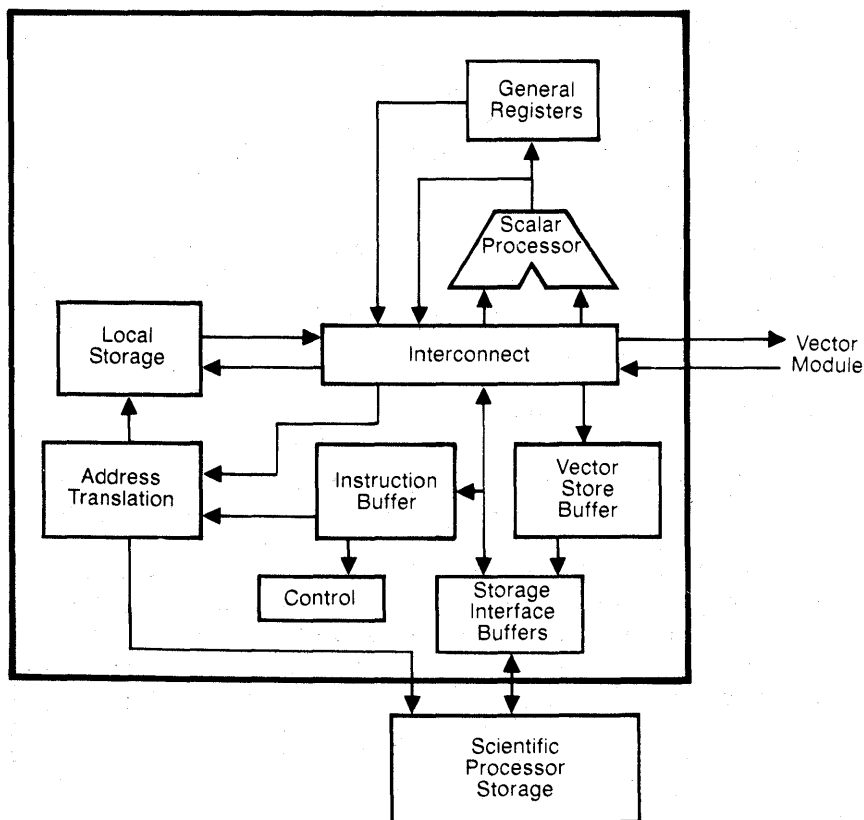 General
Registers
Scalar
Processor
Local
Storage
Interconnect
Vector
Module
Address
Translation
Instruction
Buffer
Vector
Store
Buffer
Control
Storage
Interface
Buffers
Scientific
Processor
Storage